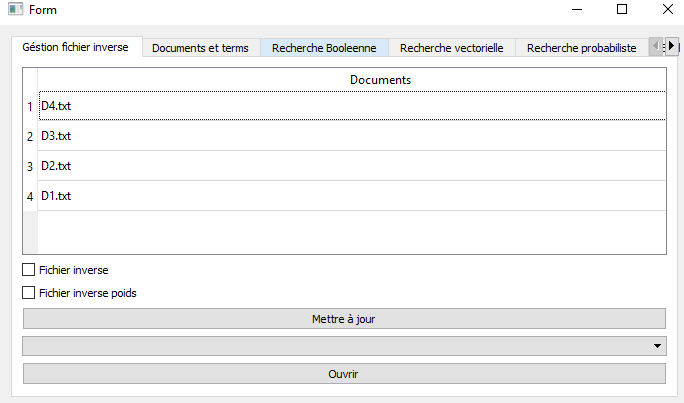 Form
Géstion fichier inverse Documents et terms Recherche Booleenne Recherche vectorielle Recherche probabiliste
Documents
1 D4.txt
2 D3.txt
3 D2.txt
4 D1.txt
Fichier inverse
Fichier inverse poids
Mettre à jour
Ouvrir